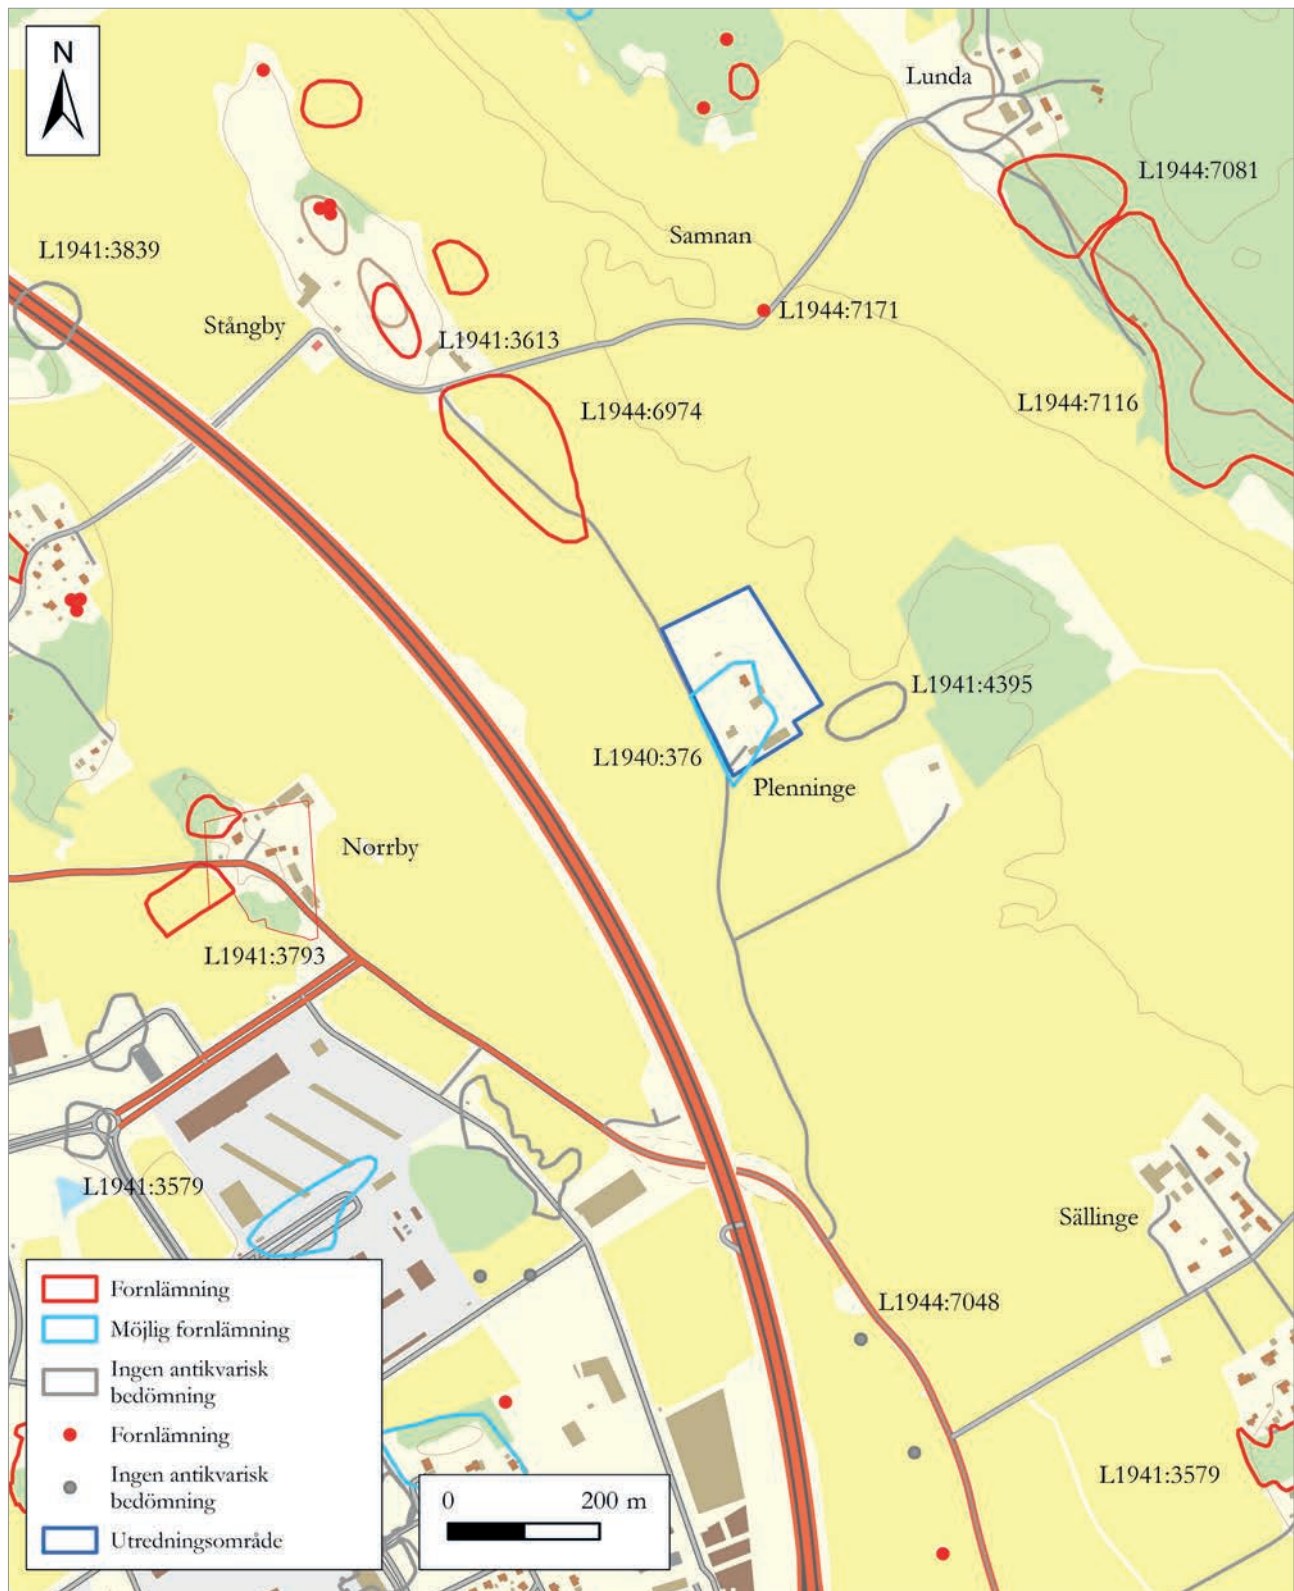 N
Lunda
L1944:7081
Samnan
L1941:3839
L1944:7171
Stångby
L1941:3613
L1944:6974
L1944:7116
L1941:4395
L1940:376
Plenninge
Norrby
L1941:3793
L1941:3579
Sällinge
L1944:7048
Fornlämning
Möjlig fornlämning
Ingen antikvarisk
bedömning
Fornlämning
Ingen antikvarisk
bedömning
Utredningsområde
0 200 m
L1941:3579